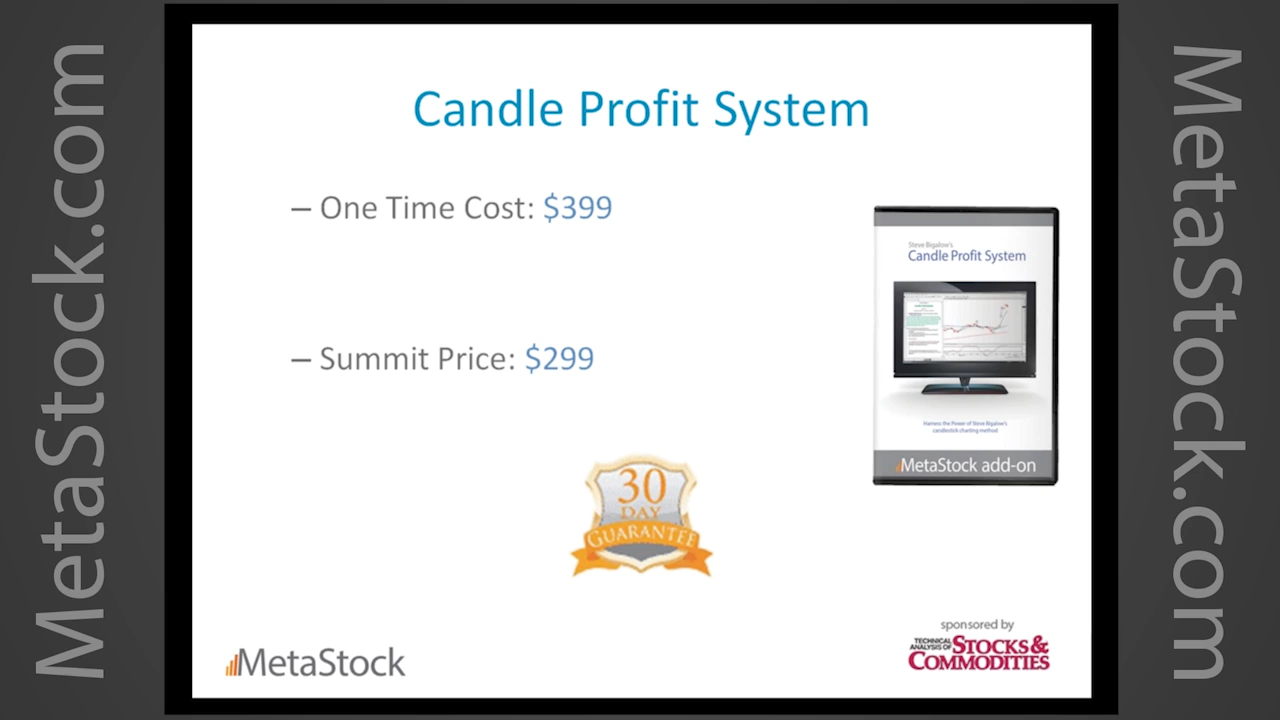 MetaStock.com
Candle Profit System
– One Time Cost: $399
– Summit Price: $299
Steve Bigalow's
Candle Profit System
Harness the Power of Steve Bigalow's
candlestick charting method
MetaStock add-on
30
DAY
GUARANTEE
MetaStock
sponsored by
TECHNICAL
ANALYSIS OF
STOCKS &
COMMODITIES
MetaStock.com